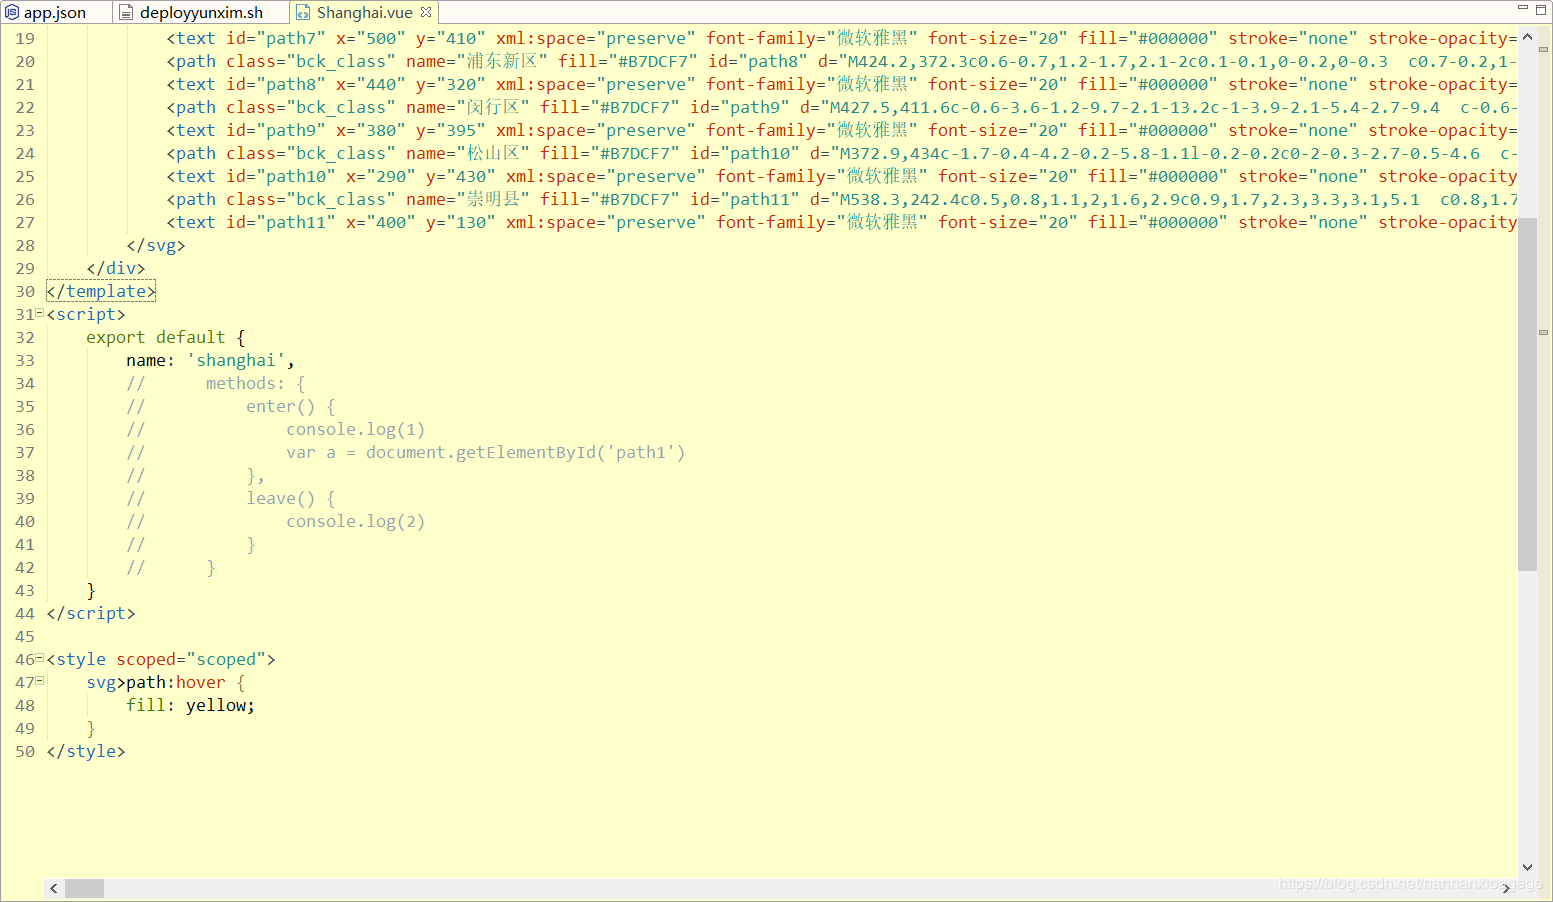 app.json deployyunxim.sh Shanghai.vue
19 <text id="path7" x="500" y="410" xml:space="preserve" font-family="微软雅黑" font-size="20" fill="#000000" stroke="none" stroke-opacity=
20 <path class="bck_class" name="浦东新区" fill="#B7DCF7" id="path8" d="M424.2,372.3c0.6-0.7,1.2-1.7,2.1-2c0.1-0.1,0-0.2,0-0.3  c0.7-0.2,1-
21 <text id="path8" x="440" y="320" xml:space="preserve" font-family="微软雅黑" font-size="20" fill="#000000" stroke="none" stroke-opacity=
22 <path class="bck_class" name="闵行区" fill="#B7DCF7" id="path9" d="M427.5,411.6c-0.6-3.6-1.2-9.7-2.1-13.2c-1-3.9-2.1-5.4-2.7-9.4  c-0.6-
23 <text id="path9" x="380" y="395" xml:space="preserve" font-family="微软雅黑" font-size="20" fill="#000000" stroke="none" stroke-opacity=
24 <path class="bck_class" name="松山区" fill="#B7DCF7" id="path10" d="M372.9,434c-1.7-0.4-4.2-0.2-5.8-1.1l-0.2-0.2c0-2-0.3-2.7-0.5-4.6  c-
25 <text id="path10" x="290" y="430" xml:space="preserve" font-family="微软雅黑" font-size="20" fill="#000000" stroke="none" stroke-opacity
26 <path class="bck_class" name="崇明县" fill="#B7DCF7" id="path11" d="M538.3,242.4c0.5,0.8,1.1,2,1.6,2.9c0.9,1.7,2.3,3.3,3.1,5.1  c0.8,1.7
27 <text id="path11" x="400" y="130" xml:space="preserve" font-family="微软雅黑" font-size="20" fill="#000000" stroke="none" stroke-opacity
28 </svg>
29 </div>
30 </template>
31 <script>
32 export default {
33 name: 'shanghai',
34 // methods: {
35 // enter() {
36 // console.log(1)
37 // var a = document.getElementById('path1')
38 // },
39 // leave() {
40 // console.log(2)
41 // }
42 // }
43 }
44 </script>
45
46 <style scoped="scoped">
47 svg>path:hover {
48 fill: yellow;
49 }
50 </style>
https://blog.csdn.net/nannanxiongege